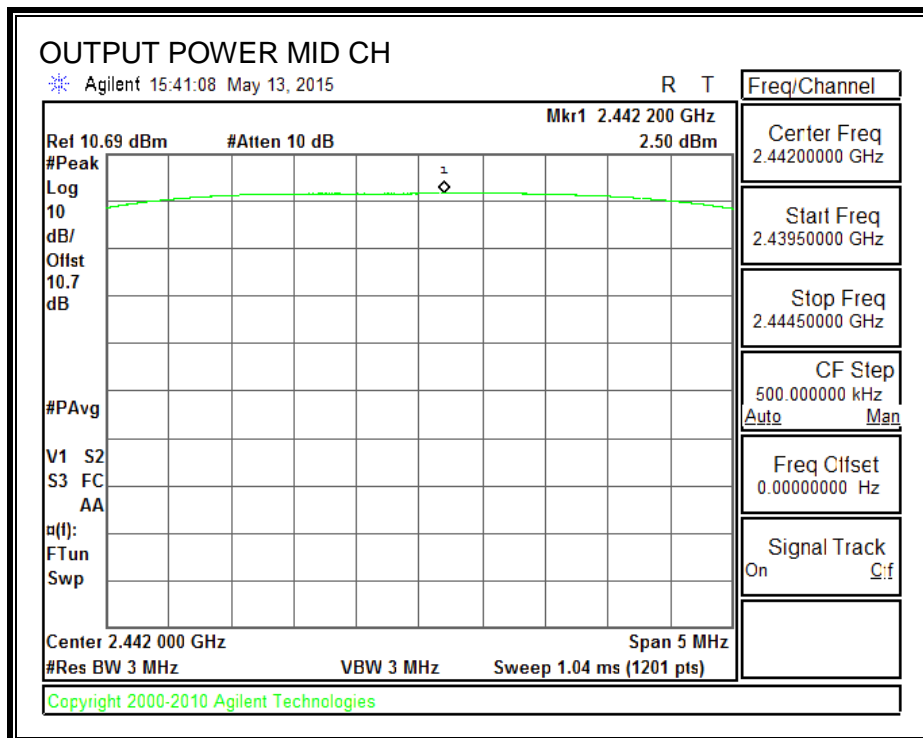 OUTPUT POWER MID CH
Agilent 15:41:08 May 13, 2015 R T
Mkr1 2.442 200 GHz
Ref 10.69 dBm #Atten 10 dB 2.50 dBm
#Peak
Log
10
dB/
Offst
10.7
dB
1
#PAvg
V1 S2
S3 FC
AA
¤(f):
FTun
Swp
Center 2.442 000 GHz Span 5 MHz
#Res BW 3 MHz VBW 3 MHz Sweep 1.04 ms (1201 pts)
Copyright 2000-2010 Agilent Technologies
Freq/Channel
Center Freq
2.44200000 GHz
Start Freq
2.43950000 GHz
Stop Freq
2.44450000 GHz
CF Step
500.000000 kHz
Auto Man
Freq Offset
0.00000000 Hz
Signal Track
On Off